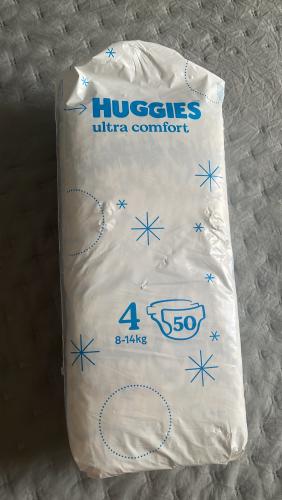 HUGGIES
ultra comfort
4
50
8-14kg